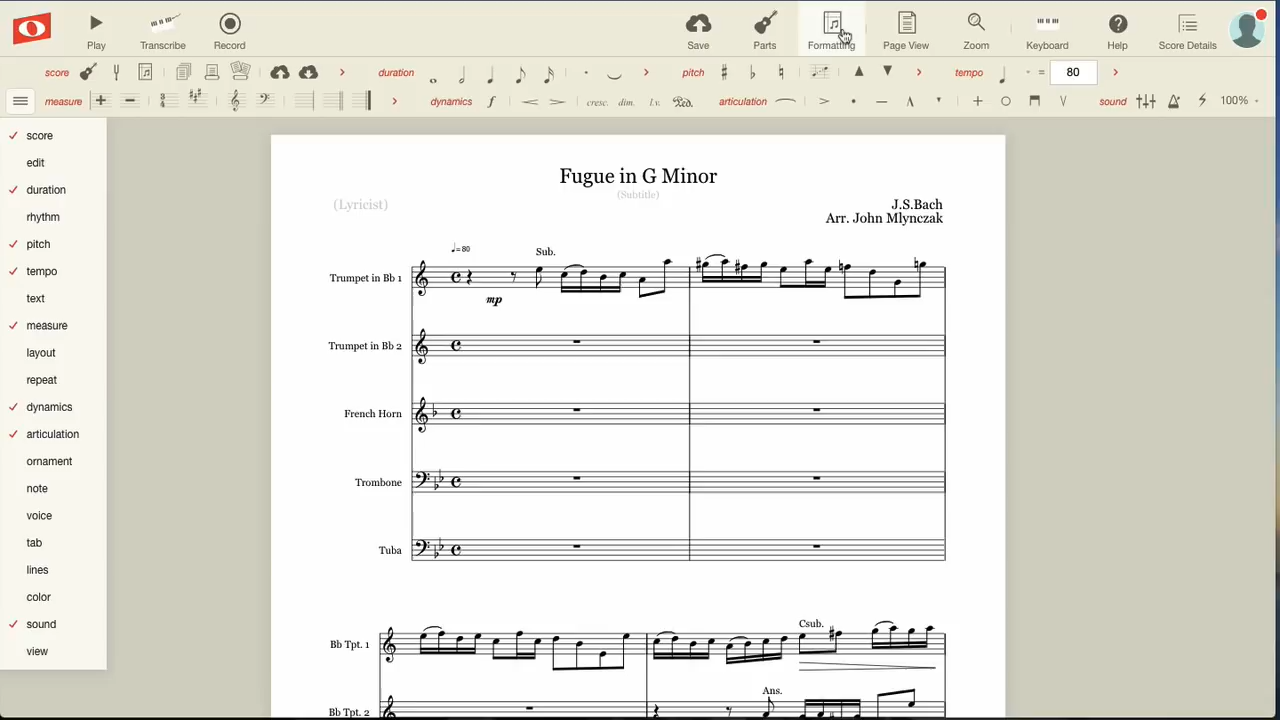 Play Transcribe Record Save Parts Formatting Page View Zoom Keyboard Help Score Details
score duration pitch tempo = 80
measure dynamics f cresc. dim. l.v. Ped. articulation sound 100%
score
edit
duration
rhythm
pitch
tempo
text
measure
layout
repeat
dynamics
articulation
ornament
note
voice
tab
lines
color
sound
view
Fugue in G Minor
(Subtitle)
(Lyricist)
J.S.Bach
Arr. John Mlynczak
=80
Sub.
Trumpet in Bb 1
mp
Trumpet in Bb 2
French Horn
Trombone
Tuba
Csub.
Bb Tpt. 1
Ans.
Bb Tpt. 2